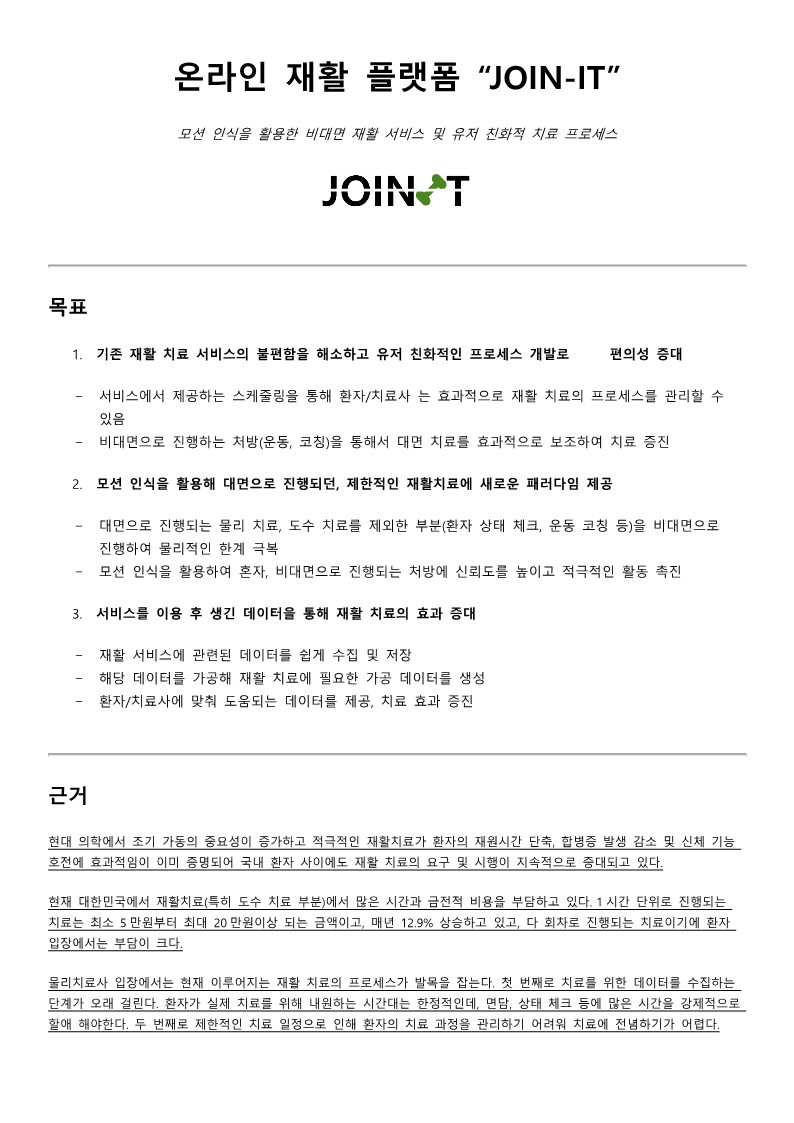 온라인 재활 플랫폼 “JOIN-IT”
모션 인식을 활용한 비대면 재활 서비스 및 유저 친화적 치료 프로세스
JOIN T
목표
1. 기존 재활 치료 서비스의 불편함을 해소하고 유저 친화적인 프로세스 개발로 편의성 증대
- 서비스에서 제공하는 스케줄링을 통해 환자/치료사 는 효과적으로 재활 치료의 프로세스를 관리할 수
있음
- 비대면으로 진행하는 처방(운동, 코칭)을 통해서 대면 치료를 효과적으로 보조하여 치료 증진
2. 모션 인식을 활용해 대면으로 진행되던, 제한적인 재활치료에 새로운 패러다임 제공
- 대면으로 진행되는 물리 치료, 도수 치료를 제외한 부분(환자 상태 체크, 운동 코칭 등)을 비대면으로
진행하여 물리적인 한계 극복
- 모션 인식을 활용하여 혼자, 비대면으로 진행되는 처방에 신뢰도를 높이고 적극적인 활동 촉진
3. 서비스를 이용 후 생긴 데이터을 통해 재활 치료의 효과 증대
- 재활 서비스에 관련된 데이터를 쉽게 수집 및 저장
- 해당 데이터를 가공해 재활 치료에 필요한 가공 데이터를 생성
- 환자/치료사에 맞춰 도움되는 데이터를 제공, 치료 효과 증진
근거
현대 의학에서 조기 가동의 중요성이 증가하고 적극적인 재활치료가 환자의 재원시간 단축, 합병증 발생 감소 및 신체 기능
호전에 효과적임이 이미 증명되어 국내 환자 사이에도 재활 치료의 요구 및 시행이 지속적으로 증대되고 있다.
현재 대한민국에서 재활치료(특히 도수 치료 부분)에서 많은 시간과 금전적 비용을 부담하고 있다. 1 시간 단위로 진행되는
치료는 최소 5 만원부터 최대 20 만원이상 되는 금액이고, 매년 12.9% 상승하고 있고, 다 회차로 진행되는 치료이기에 환자
입장에서는 부담이 크다.
물리치료사 입장에서는 현재 이루어지는 재활 치료의 프로세스가 발목을 잡는다. 첫 번째로 치료를 위한 데이터를 수집하는
단계가 오래 걸린다. 환자가 실제 치료를 위해 내원하는 시간대는 한정적인데, 면담, 상태 체크 등에 많은 시간을 강제적으로
할애 해야한다. 두 번째로 제한적인 치료 일정으로 인해 환자의 치료 과정을 관리하기 어려워 치료에 전념하기가 어렵다.